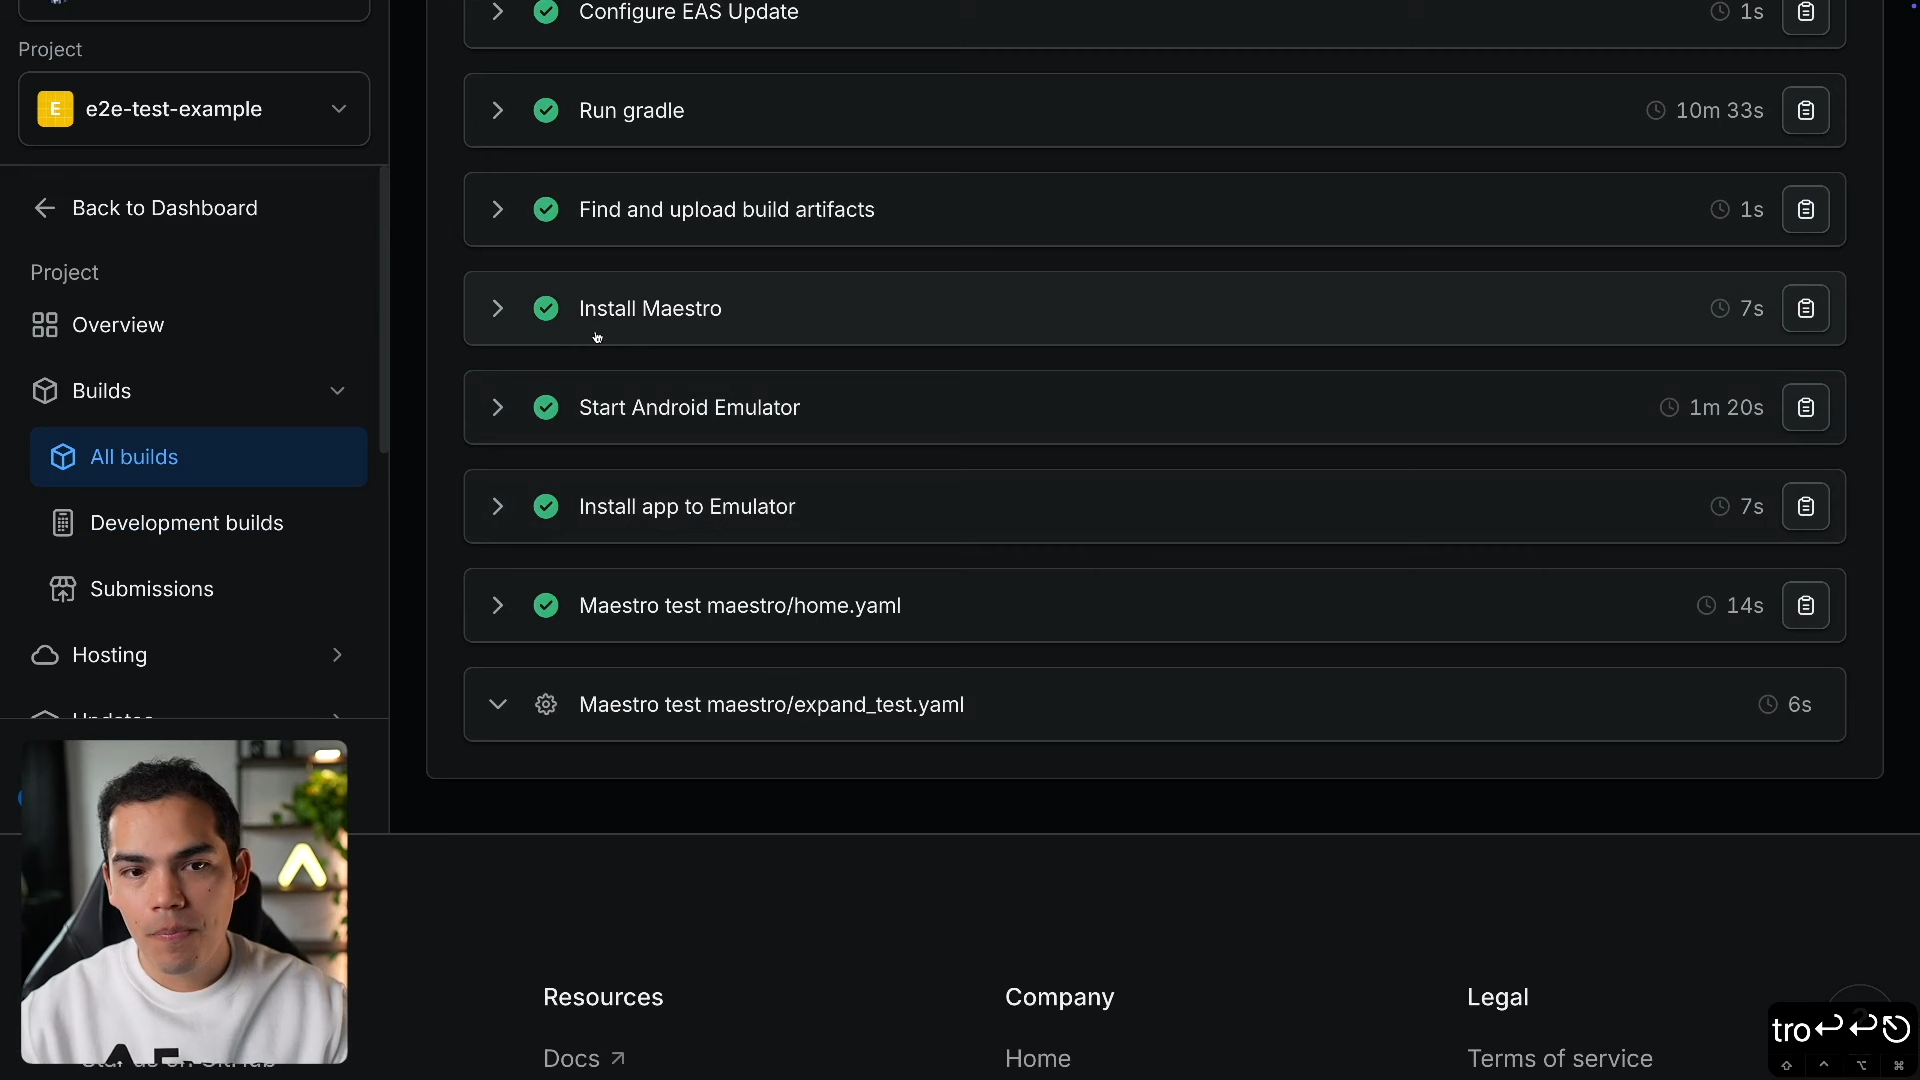 Project
E
e2e-test-example
Back to Dashboard
Project
Overview
Builds
All builds
Development builds
Submissions
Hosting
Updates
Configure EAS Update
1s
Run gradle
10m 33s
Find and upload build artifacts
1s
Install Maestro
7s
Start Android Emulator
1m 20s
Install app to Emulator
7s
Maestro test maestro/home.yaml
14s
Maestro test maestro/expand_test.yaml
6s
Resources
Company
Legal
Docs
Home
Terms of service
tro